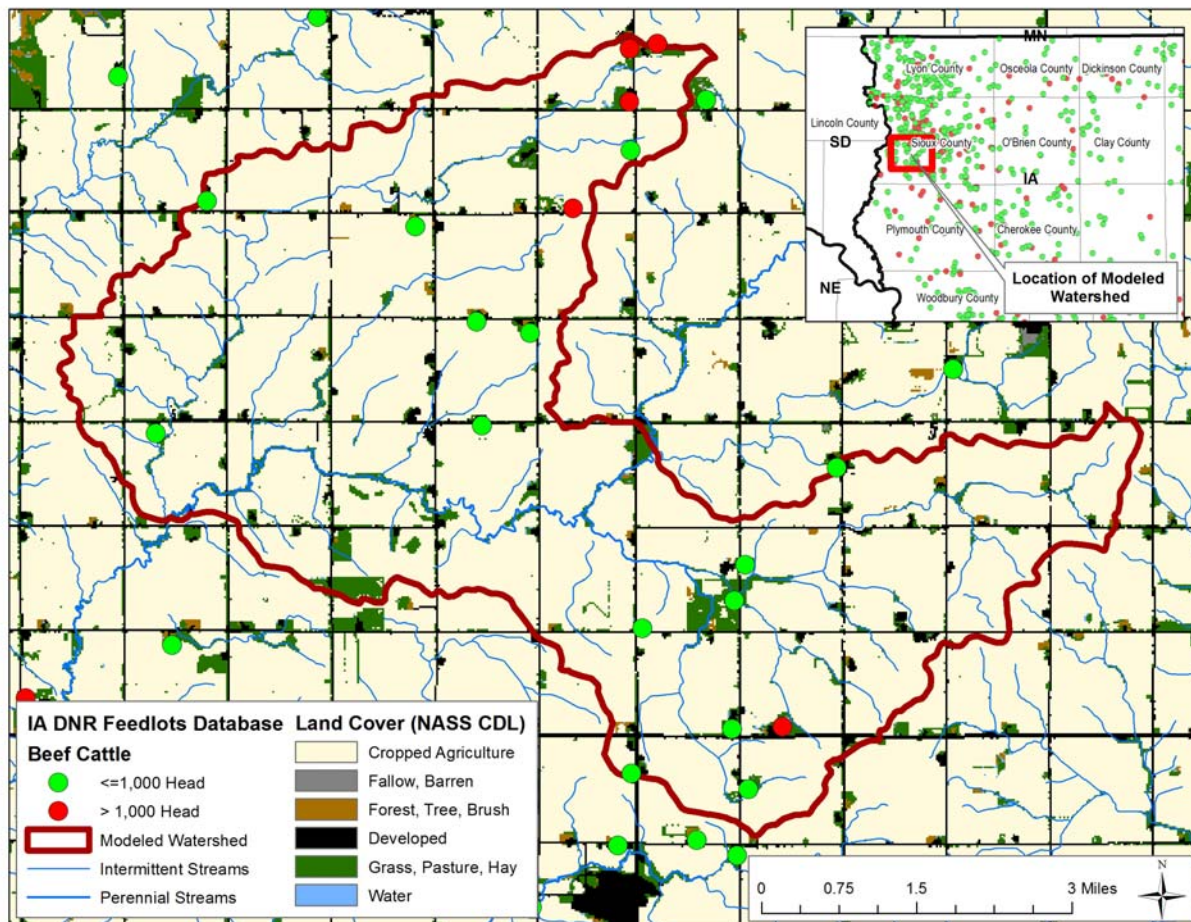 MN
Lyon County
Osceola County
Dickinson County
Lincoln County
SD
Sioux County
O'Brien County
Clay County
IA
Plymouth County
Cherokee County
NE
Woodbury County
Location of Modeled
Watershed
IA DNR Feedlots Database
Beef Cattle
<=1,000 Head
> 1,000 Head
Modeled Watershed
Intermittent Streams
Perennial Streams
Land Cover (NASS CDL)
Cropped Agriculture
Fallow, Barren
Forest, Tree, Brush
Developed
Grass, Pasture, Hay
Water
0 0.75 1.5 3 Miles
N